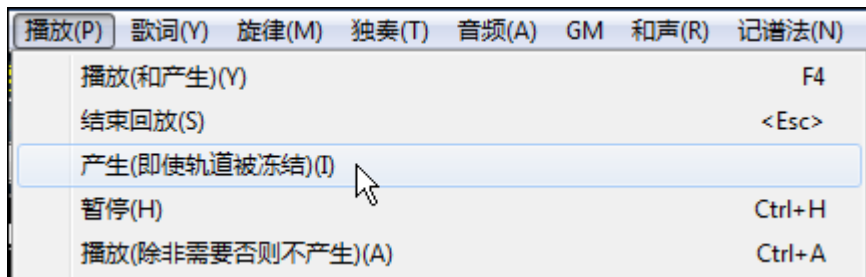 播放(P) 歌词(Y) 旋律(M) 独奏(T) 音频(A) GM 和声(R) 记谱法(N)
播放(和产生)(Y) F4
结束回放(S) <Esc>
产生(即使轨道被冻结)(I)
暂停(H) Ctrl+H
播放(除非需要否则不产生)(A) Ctrl+A